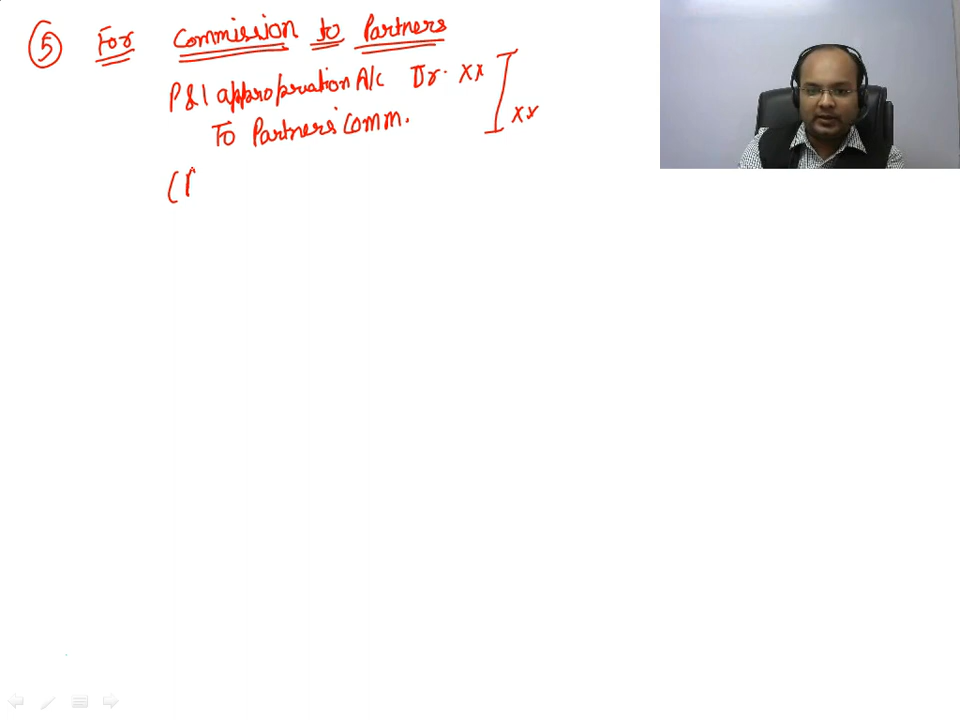 ⑤ For Commission to Partners
P & l appropriation A/c Dr. xx
To Partners Comm. xx
(